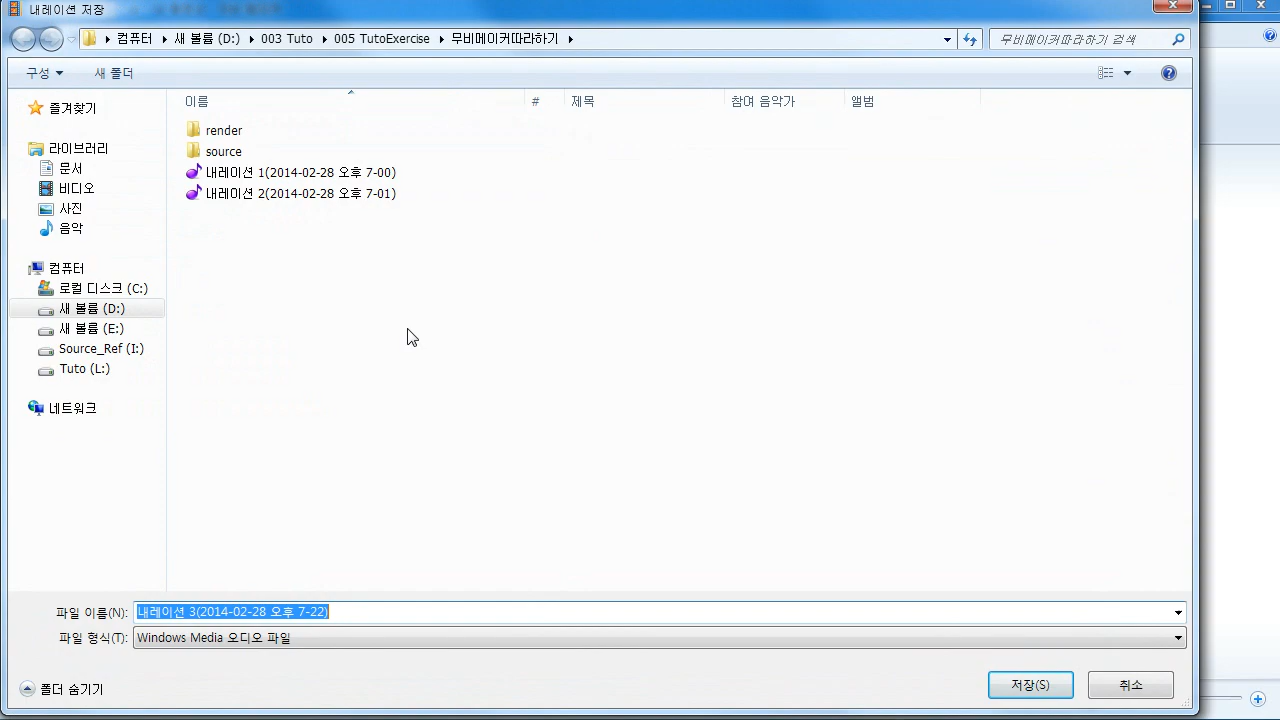 내레이션 저장
컴퓨터 새 볼륨 (D:) 003 Tuto 005 TutoExercise 무비메이커따라하기
무비메이커따라하기 검색
구성 새 폴더
즐겨찾기
라이브러리
문서
비디오
사진
음악
컴퓨터
로컬 디스크 (C:)
새 볼륨 (D:)
새 볼륨 (E:)
Source_Ref (I:)
Tuto (L:)
네트워크
이름 # 제목 참여 음악가 앨범
render
source
내레이션 1(2014-02-28 오후 7-00)
내레이션 2(2014-02-28 오후 7-01)
파일 이름(N): 내레이션 3(2014-02-28 오후 7-22)
파일 형식(T): Windows Media 오디오 파일
폴더 숨기기
저장(S) 취소